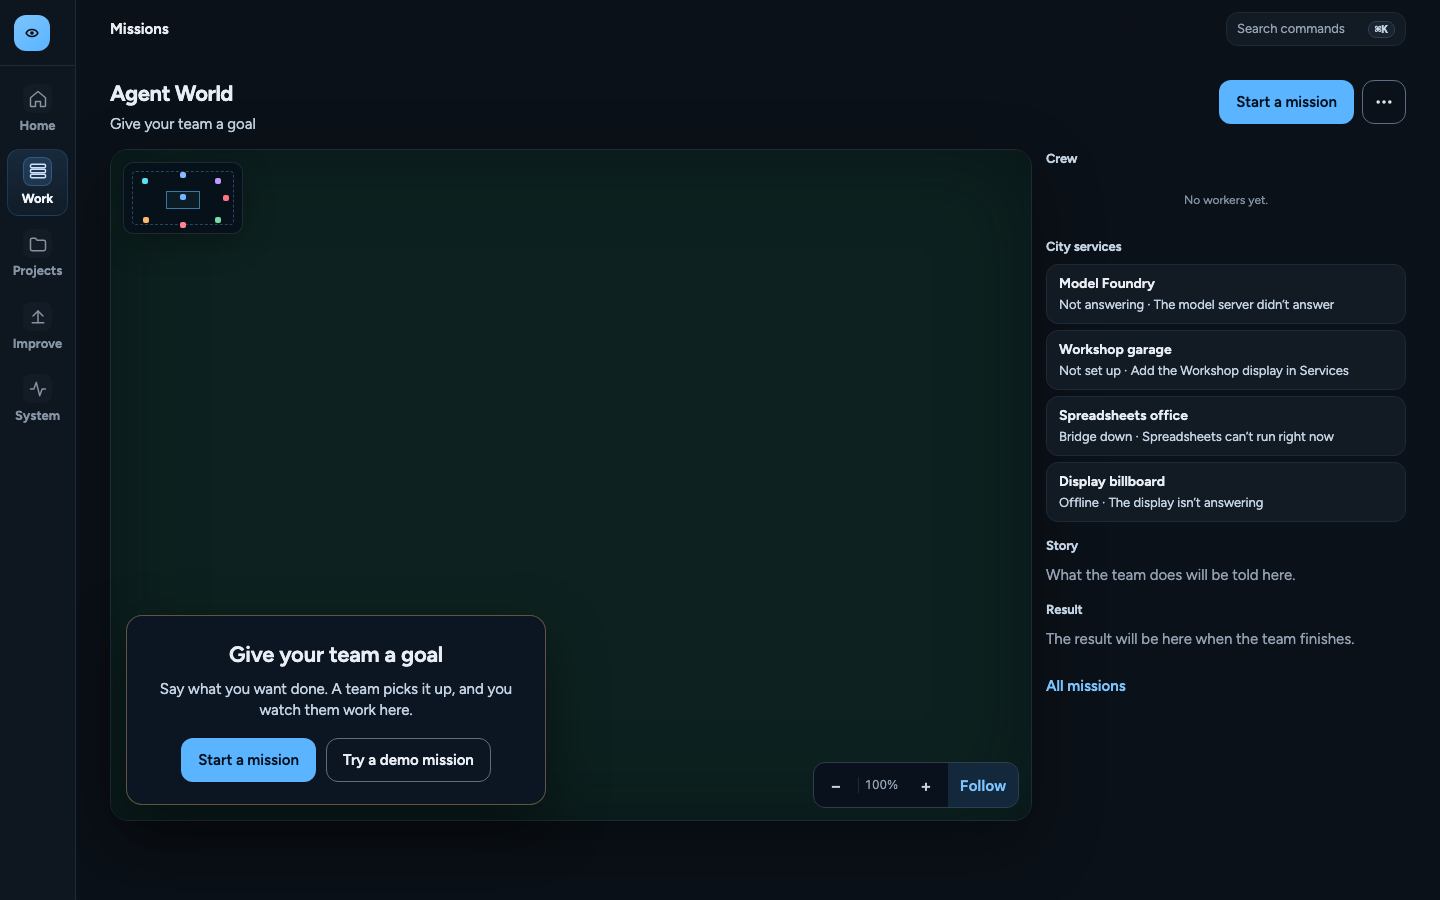 Missions
Search commands ⌘K
Home
Work
Projects
Improve
System
Agent World
Give your team a goal
Start a mission
Crew
No workers yet.
City services
Model Foundry
Not answering · The model server didn't answer
Workshop garage
Not set up · Add the Workshop display in Services
Spreadsheets office
Bridge down · Spreadsheets can't run right now
Display billboard
Offline · The display isn't answering
Story
What the team does will be told here.
Result
The result will be here when the team finishes.
All missions
Give your team a goal
Say what you want done. A team picks it up, and you
watch them work here.
Start a mission
Try a demo mission
− 100% + Follow